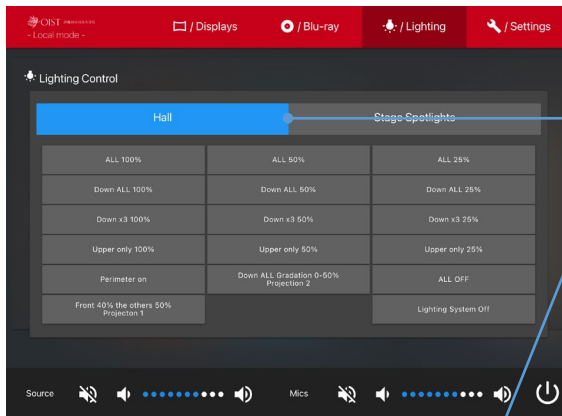 OIST
- Local mode -
/ Displays
/ Blu-ray
/ Lighting
/ Settings
Lighting Control
Hall
Stage Spotlights
ALL 100%
ALL 50%
ALL 25%
Down ALL 100%
Down ALL 50%
Down ALL 25%
Down x3 100%
Down x3 50%
Down x3 25%
Upper only 100%
Upper only 50%
Upper only 25%
Perimeter on
Down ALL Gradation 0-50%
Projection 2
ALL OFF
Front 40% the others 50%
Projecton 1
Lighting System Off
Source
Mics